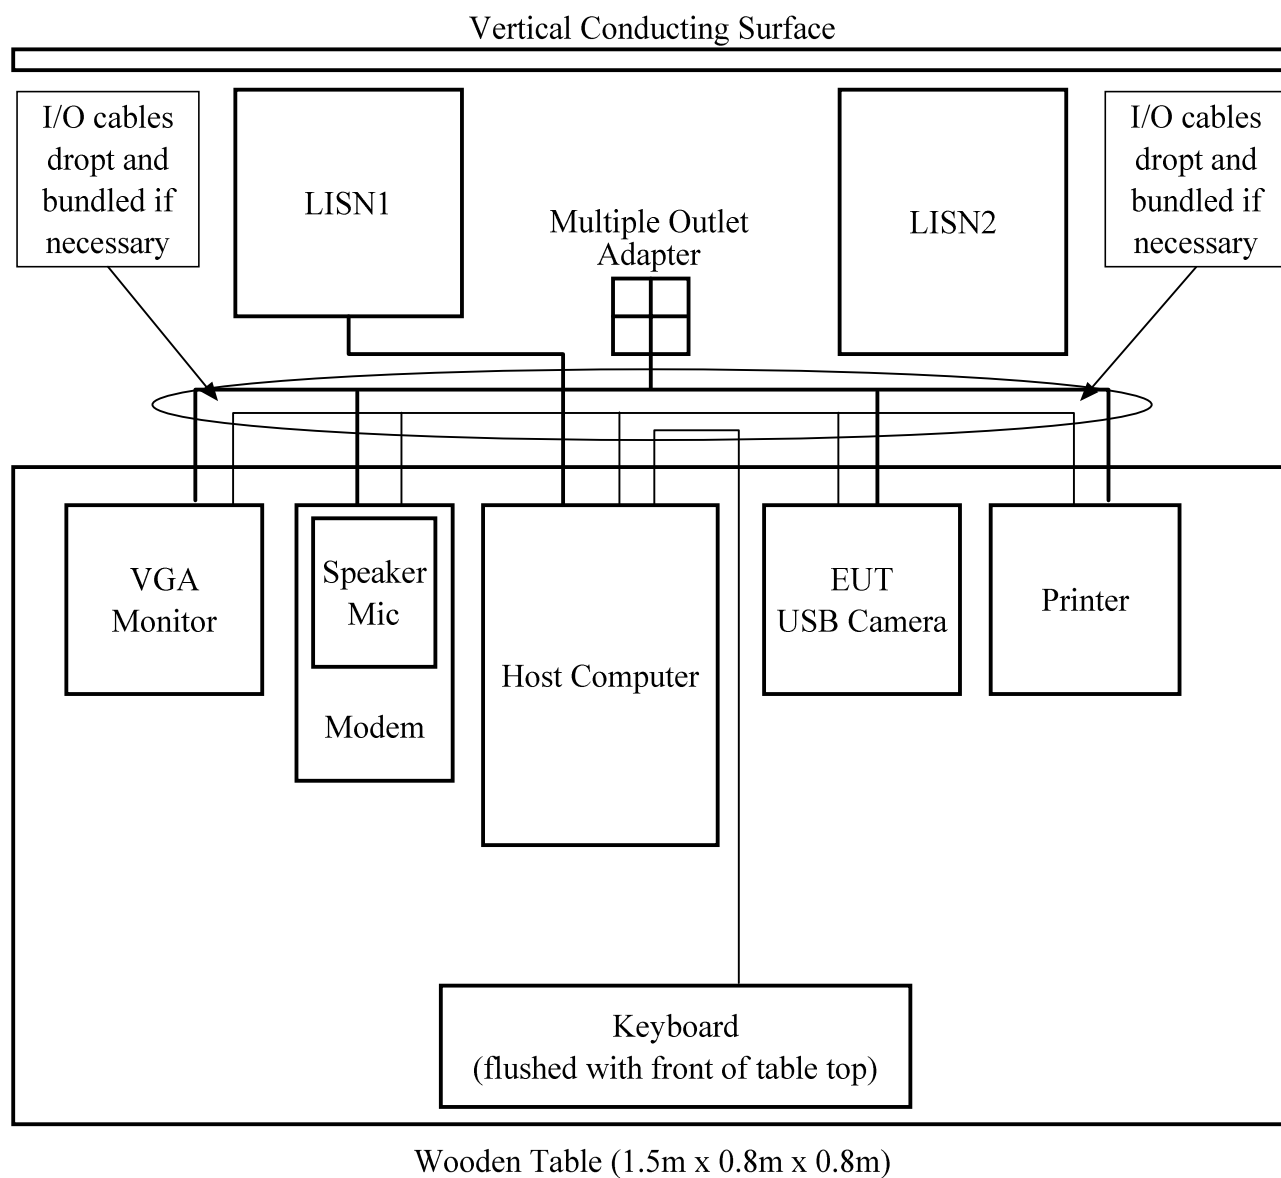 Vertical Conducting Surface
I/O cables
dropt and
bundled if
necessary
LISN1
Multiple Outlet
Adapter
LISN2
I/O cables
dropt and
bundled if
necessary
VGA
Monitor
Speaker
Mic
Modem
Host Computer
EUT
USB Camera
Printer
Keyboard
(flushed with front of table top)
Wooden Table (1.5m x 0.8m x 0.8m)